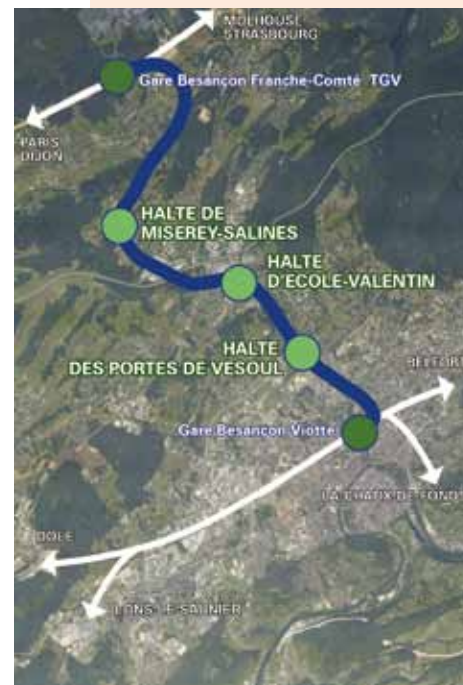 MULHOUSE
STRASBOURG
Gare Besançon Franche-Comté TGV
PARIS
DIJON
HALTE DE
MISEREY-SALINES
HALTE
D'ECOLE-VALENTIN
HALTE
DES PORTES DE VESOUL
BELFORT
Gare Besançon Viotte
LA CHAUX-DE-FONDS
DOLE
LONS-LE-SAUNIER